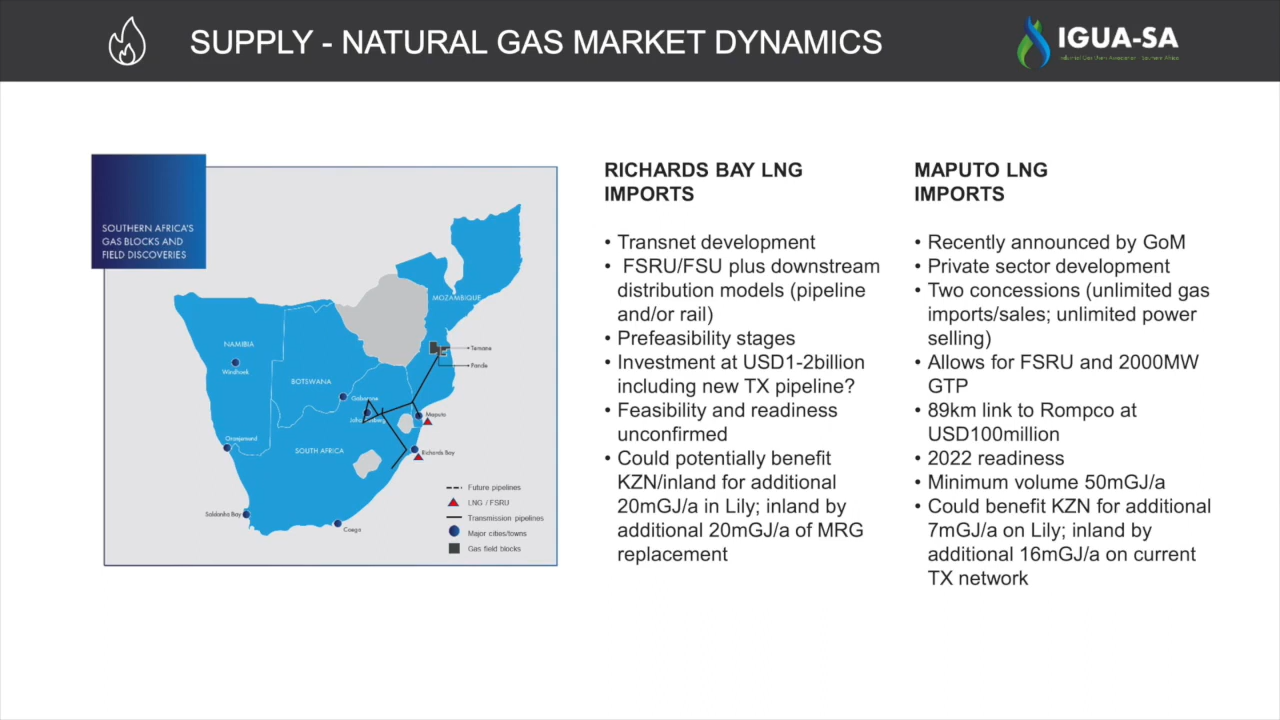 SUPPLY - NATURAL GAS MARKET DYNAMICS
IGUA-SA
Industrial Gas Users Association - Southern Africa
SOUTHERN AFRICA'S
GAS BLOCKS AND
FIELD DISCOVERIES
MOZAMBIQUE
Temane
Pande
NAMIBIA
Windhoek
BOTSWANA
Gaborone
Johannesburg
Maputo
Oranjemund
SOUTH AFRICA
Richards Bay
Saldanha Bay
Coega
Future pipelines
LNG / FSRU
Transmission pipelines
Major cities/towns
Gas field blocks
RICHARDS BAY LNG
IMPORTS
• Transnet development
• FSRU/FSU plus downstream
distribution models (pipeline
and/or rail)
• Prefeasibility stages
• Investment at USD1-2billion
including new TX pipeline?
• Feasibility and readiness
unconfirmed
• Could potentially benefit
KZN/inland for additional
20mGJ/a in Lily; inland by
additional 20mGJ/a of MRG
replacement
MAPUTO LNG
IMPORTS
• Recently announced by GoM
• Private sector development
• Two concessions (unlimited gas
imports/sales; unlimited power
selling)
• Allows for FSRU and 2000MW
GTP
• 89km link to Rompco at
USD100million
• 2022 readiness
• Minimum volume 50mGJ/a
• Could benefit KZN for additional
7mGJ/a on Lily; inland by
additional 16mGJ/a on current
TX network